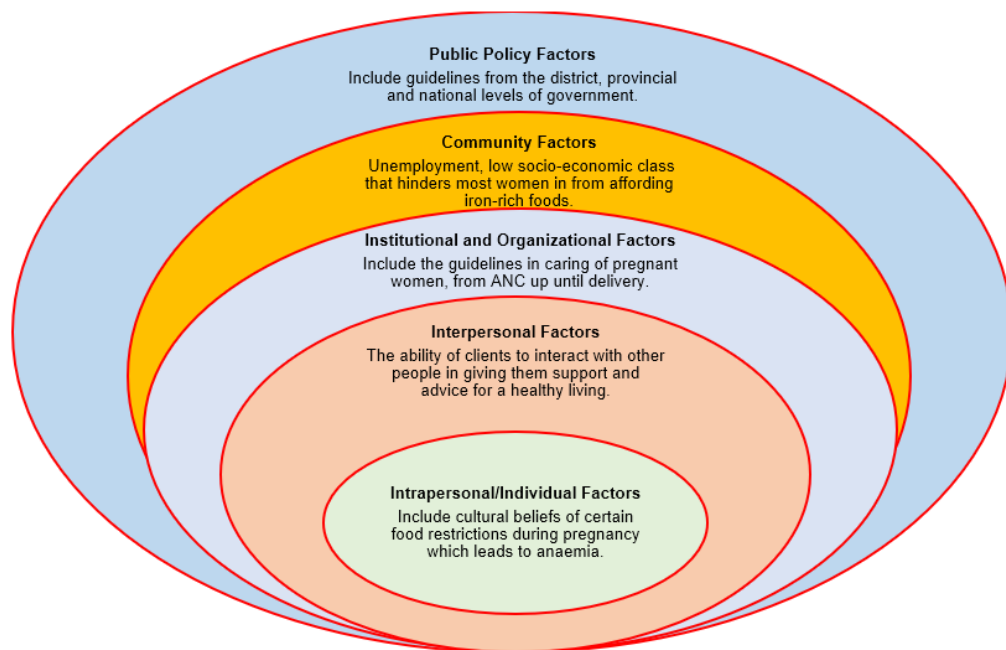 Public Policy Factors
Include guidelines from the district, provincial
and national levels of government.
Community Factors
Unemployment, low socio-economic class
that hinders most women in from affording
iron-rich foods.
Institutional and Organizational Factors
Include the guidelines in caring of pregnant
women, from ANC up until delivery.
Interpersonal Factors
The ability of clients to interact with other
people in giving them support and
advice for a healthy living.
Intrapersonal/Individual Factors
Include cultural beliefs of certain
food restrictions during pregnancy
which leads to anaemia.